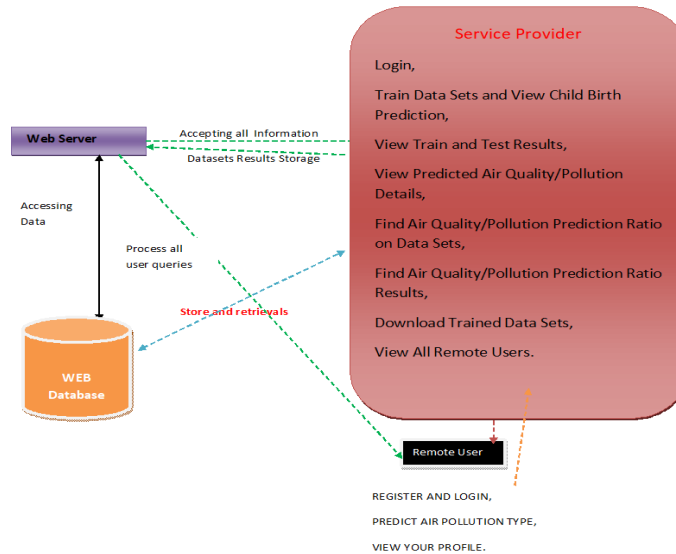 Service Provider
Login,
Train Data Sets and View Child Birth
Prediction,
View Train and Test Results,
View Predicted Air Quality/Pollution
Details,
Find Air Quality/Pollution Prediction Ratio
on Data Sets,
Find Air Quality/Pollution Prediction Ratio
Results,
Download Trained Data Sets,
View All Remote Users.
Web Server
Accepting all Information
Datasets Results Storage
Accessing
Data
Process all
user queries
Store and retrievals
WEB
Database
Remote User
REGISTER AND LOGIN,
PREDICT AIR POLLUTION TYPE,
VIEW YOUR PROFILE.